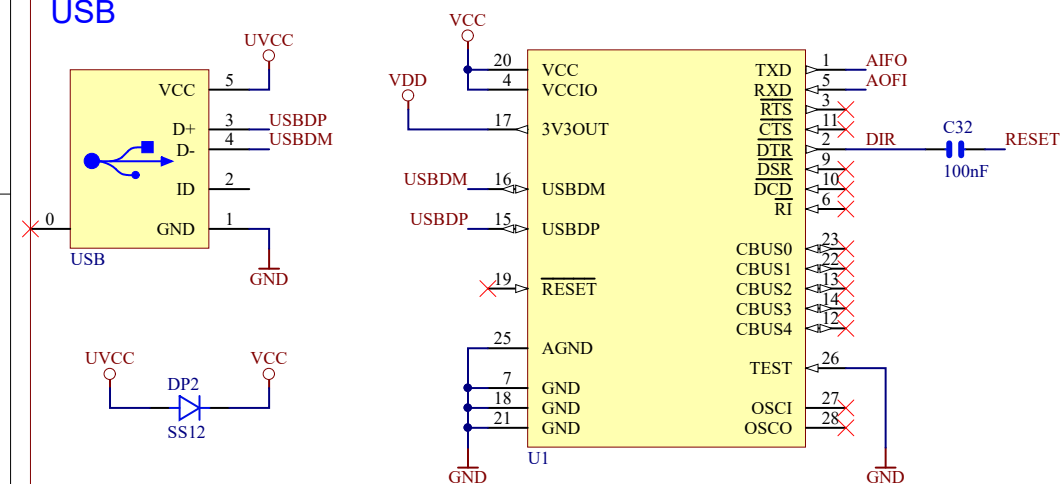 USB
UVCC
VCC 5
D+ 3 USBDP
D- 4 USBDM
ID 2
0 GND 1
USB
GND
UVCC VCC
DP2
SS12
VCC
20 VCC TXD 1 AIFO
4 VCCIO RXD 5 AOFI
RTS 3
VDD
17 3V3OUT CTS 11
DTR 2 DIR C32 RESET
100nF
DSR 9
USBDM 16 USBDM DCD 10
RI 6
USBDP 15 USBDP
CBUS0 23
CBUS1 22
19 RESET CBUS2 13
CBUS3 14
CBUS4 12
25 AGND
TEST 26
7 GND
18 GND OSCI 27
21 GND OSCO 28
U1
GND GND